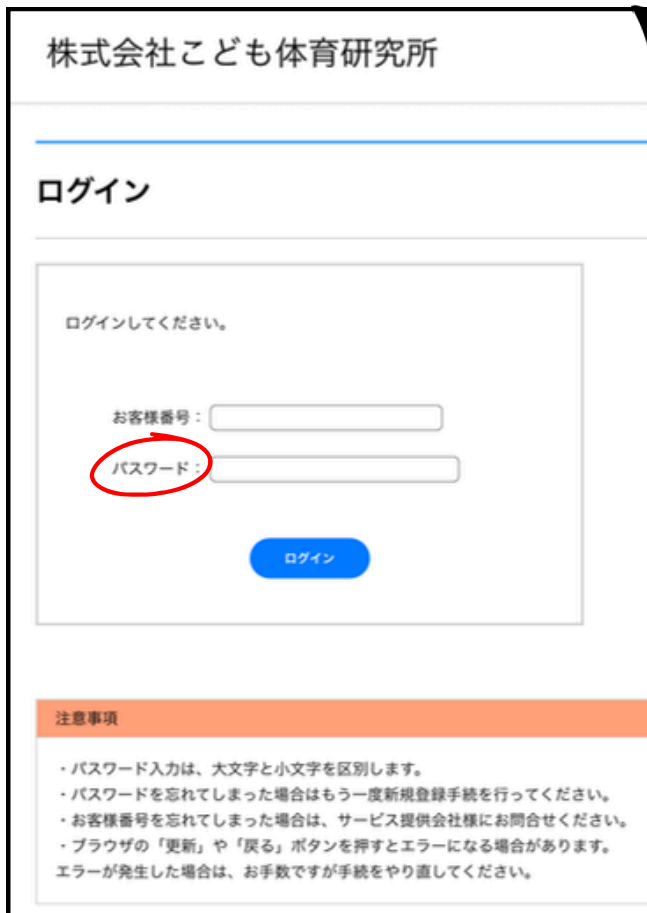 株式会社こども体育研究所
ログイン
ログインしてください。
お客様番号：
パスワード：
ログイン
注意事項
・パスワード入力は、大文字と小文字を区別します。
・パスワードを忘れてしまった場合はもう一度新規登録手続を行ってください。
・お客様番号を忘れてしまった場合は、サービス提供会社様にお問合せください。
・ブラウザの「更新」や「戻る」ボタンを押すとエラーになる場合があります。
エラーが発生した場合は、お手数ですが手続をやり直してください。